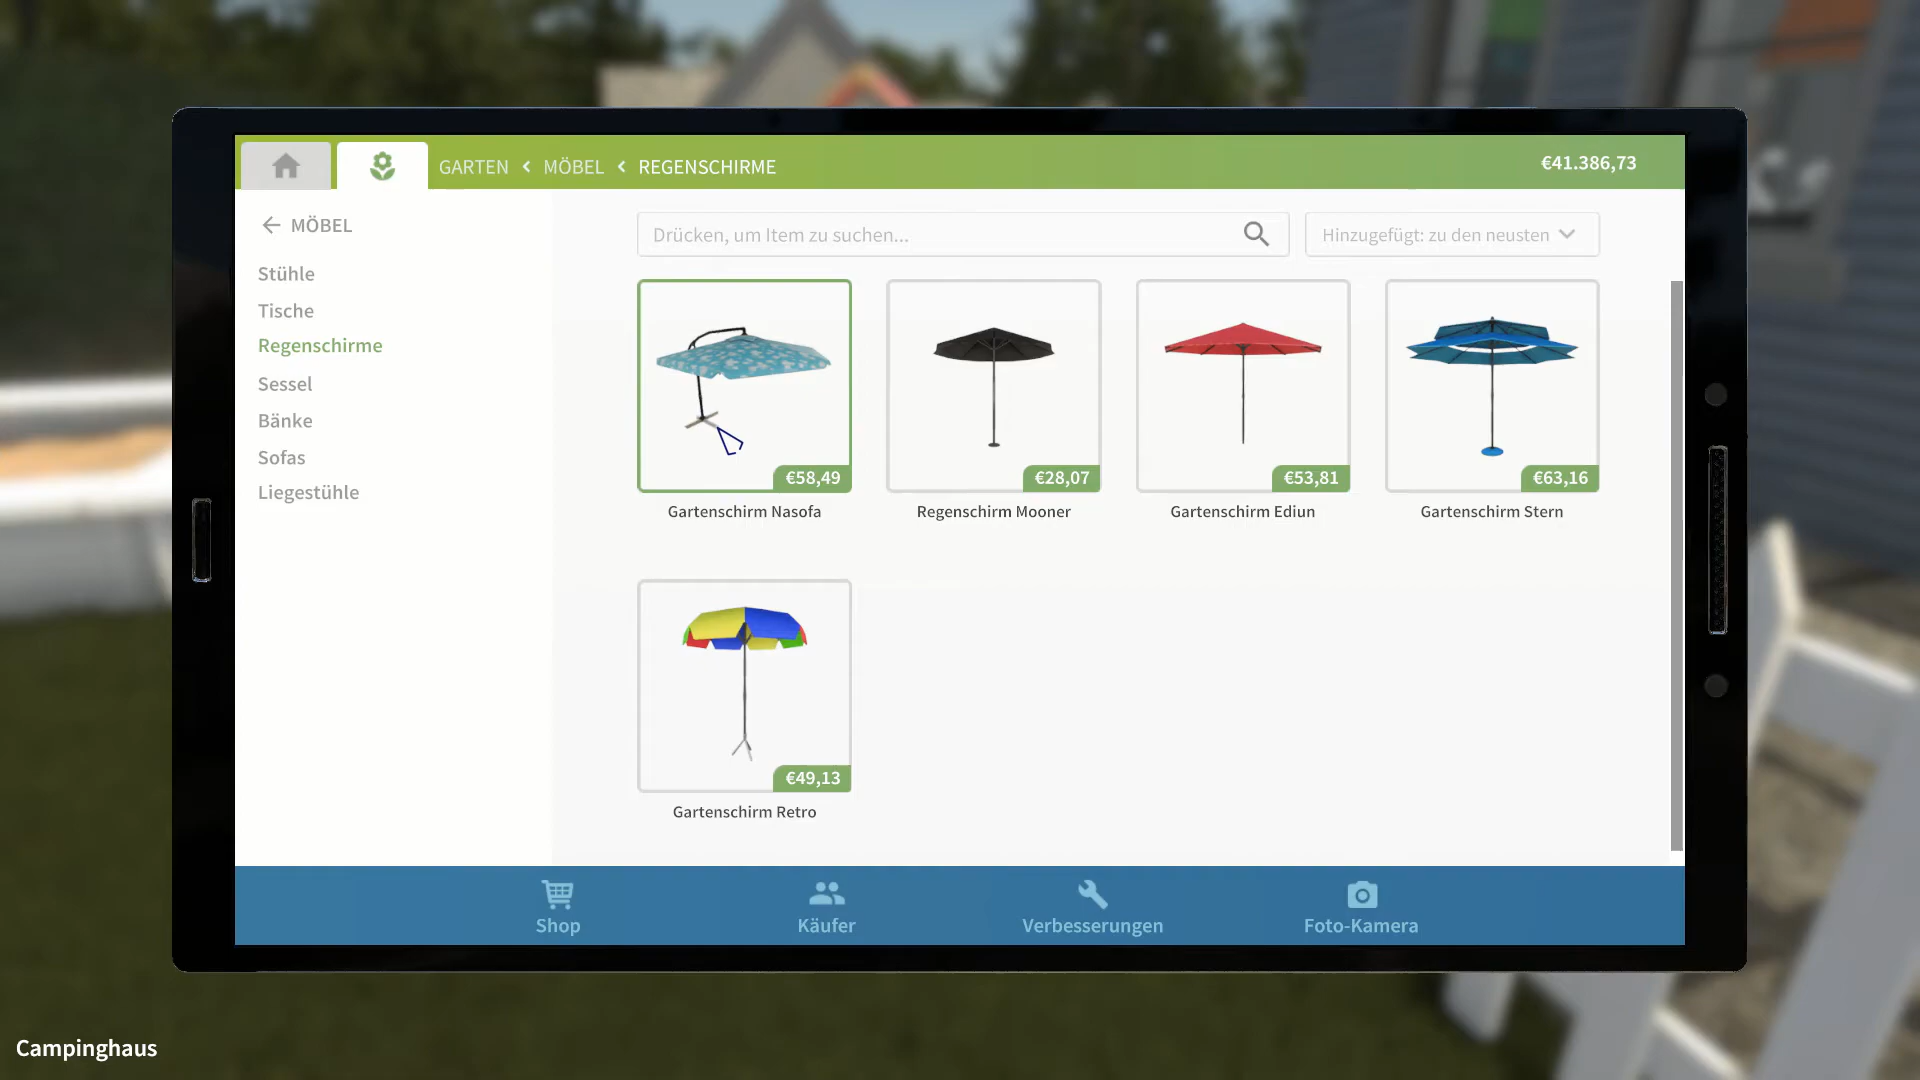 GARTEN < MÖBEL < REGENSCHIRME
€41.386,73
MÖBEL
Stühle
Tische
Regenschirme
Sessel
Bänke
Sofas
Liegestühle
Drücken, um Item zu suchen...
Hinzugefügt: zu den neusten
€58,49
€28,07
€53,81
€63,16
Gartenschirm Nasofa
Regenschirm Mooner
Gartenschirm Ediun
Gartenschirm Stern
€49,13
Gartenschirm Retro
Shop
Käufer
Verbesserungen
Foto-Kamera
Campinghaus